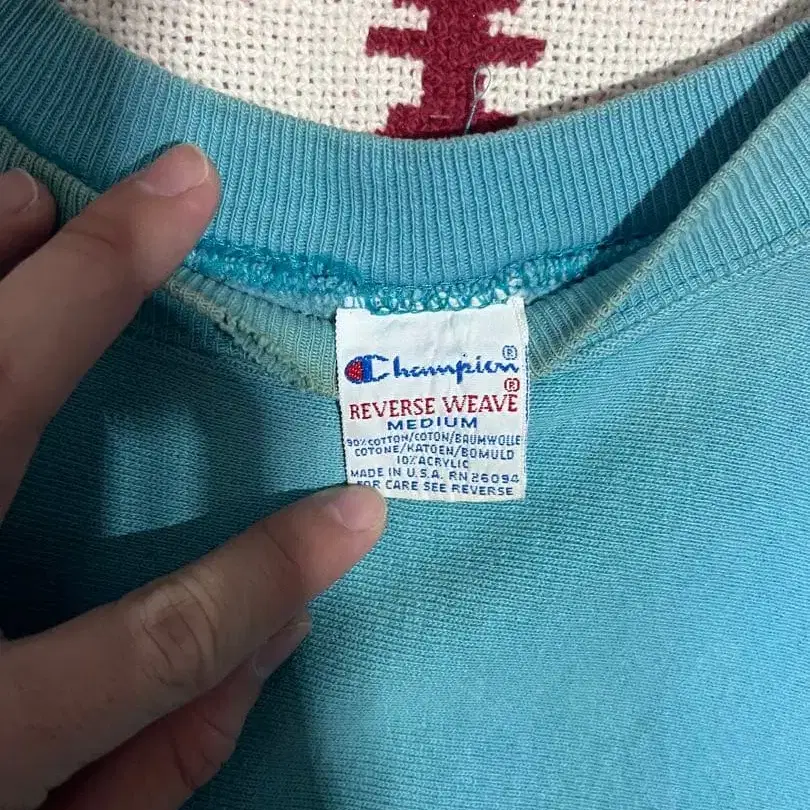 Champion®
®
REVERSE WEAVE
MEDIUM
90% COTTON/COTON/BAUMWOLLE
COTONE/KATOEN/BOMULD
10% ACRYLIC
MADE IN U.S.A. RN 26094
FOR CARE SEE REVERSE